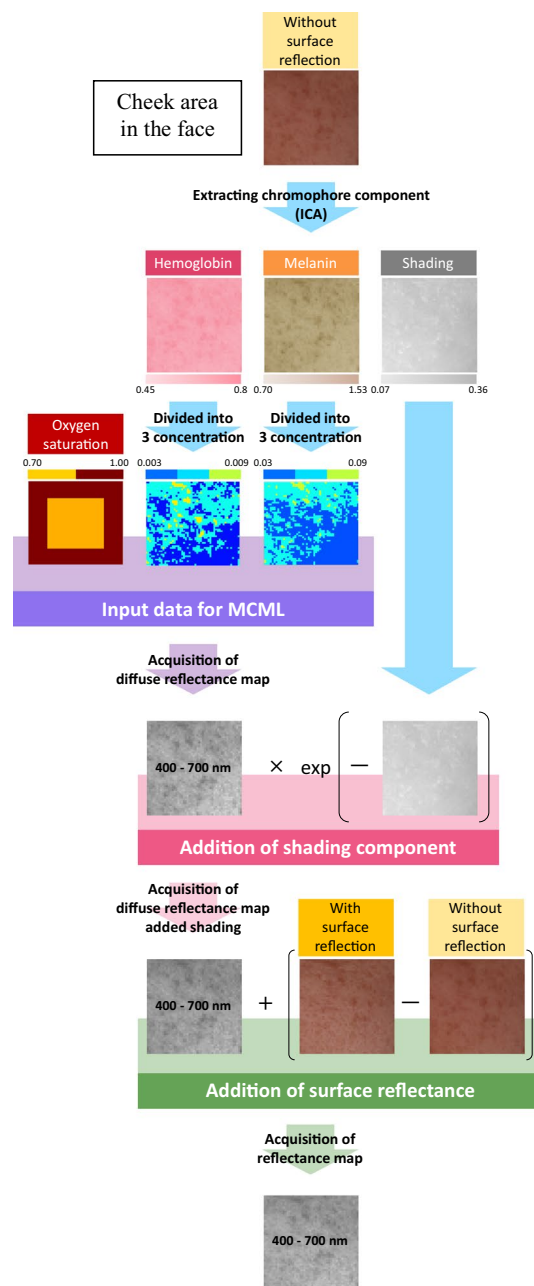 Without
surface
reflection
Cheek area
in the face
Extracting chromophore component
(ICA)
Hemoglobin
Melanin
Shading
0.45
0.8
0.70
1.53
0.07
0.36
Oxygen
saturation
Divided into
3 concentration
Divided into
3 concentration
0.70
1.00
0.003
0.009
0.03
0.09
Input data for MCML
Acquisition of
diffuse reflectance map
400 - 700 nm
× exp ( −
)
Addition of shading component
Acquisition of
diffuse reflectance map
added shading
With
surface
reflection
Without
surface
reflection
400 - 700 nm
+ [ − ]
Addition of surface reflectance
Acquisition of
reflectance map
400 - 700 nm